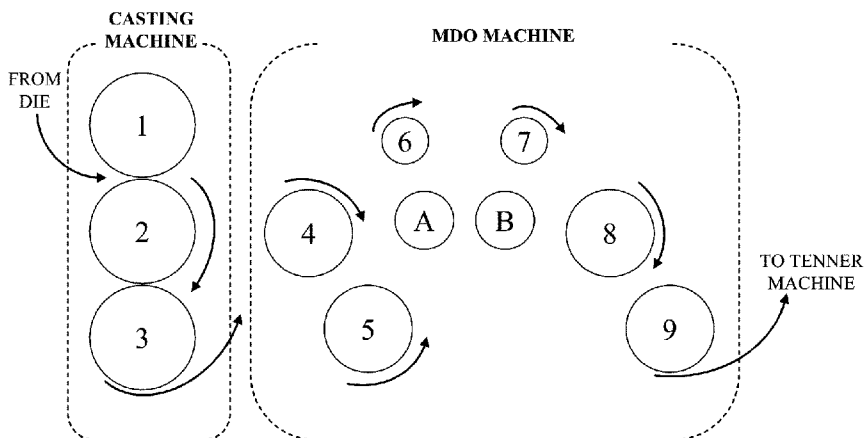 CASTING
MACHINE
MDO MACHINE
FROM
DIE
1
2
3
4
5
6
7
A
B
8
9
TO TENNER
MACHINE